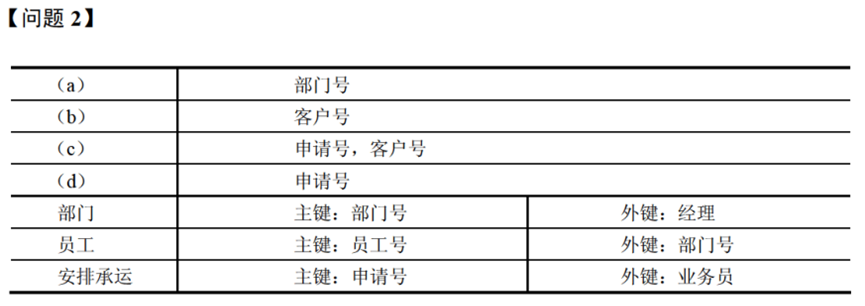 【问题 2】
（a） 部门号
（b） 客户号
（c） 申请号，客户号
（d） 申请号
部门 主键：部门号 外键：经理
员工 主键：员工号 外键：部门号
安排承运 主键：申请号 外键：业务员